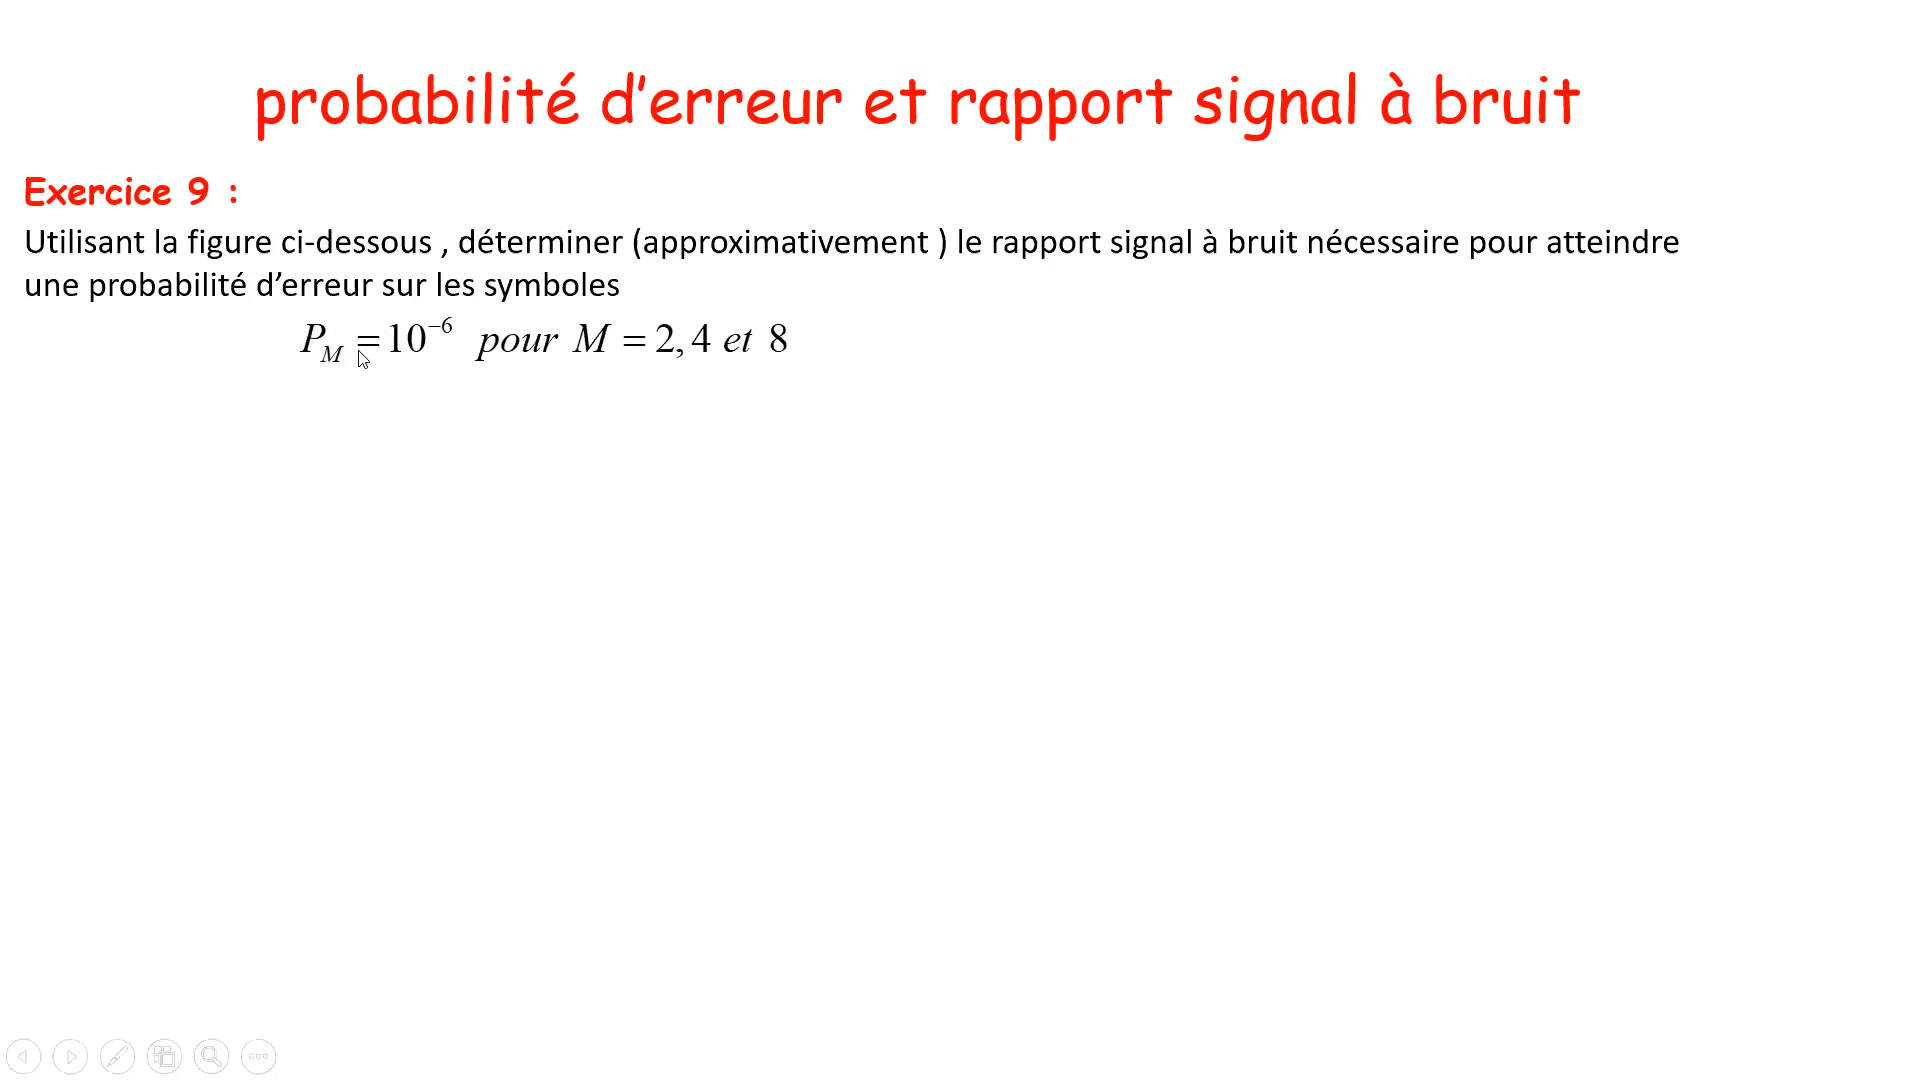 probabilité d’erreur et rapport signal à bruit
Exercice 9 :
Utilisant la figure ci-dessous , déterminer (approximativement ) le rapport signal à bruit nécessaire pour atteindre
une probabilité d’erreur sur les symboles
P_M = 10^{-6} pour M = 2, 4 et 8